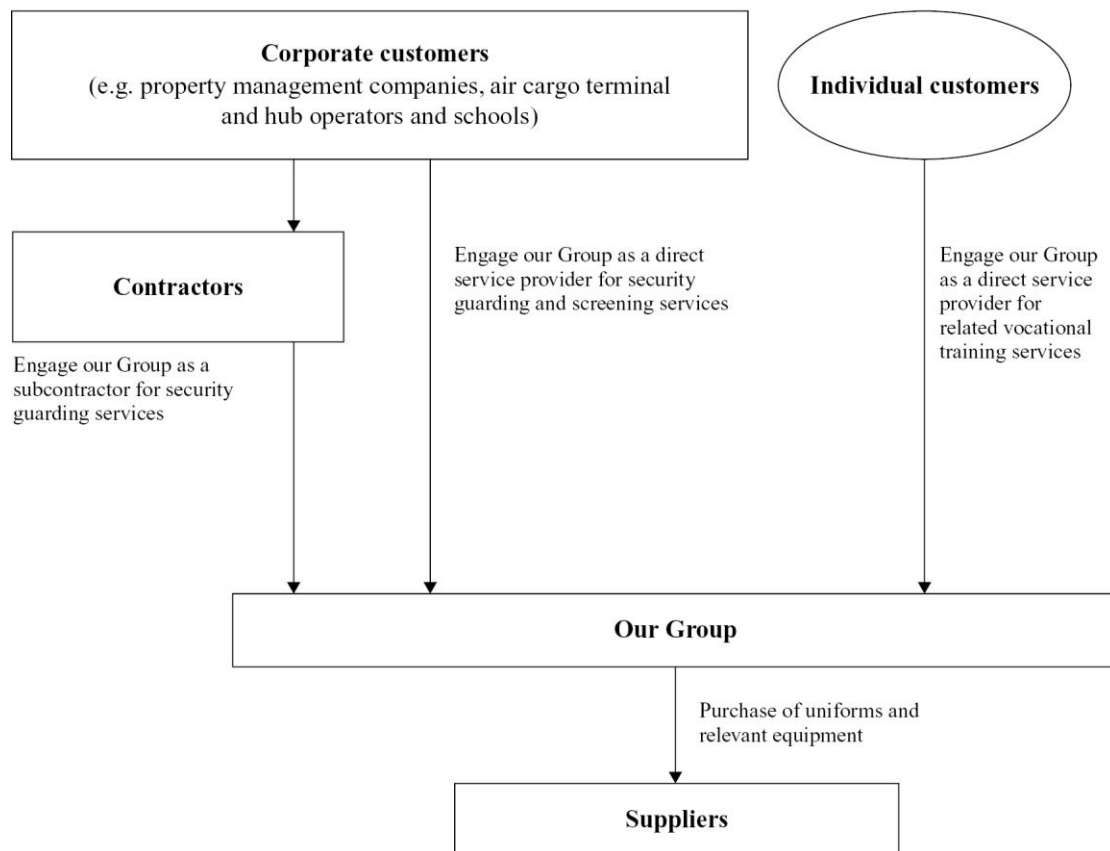 Corporate customers
(e.g. property management companies, air cargo terminal
and hub operators and schools)
Individual customers
Contractors
Engage our Group as a direct
service provider for security
guarding and screening services
Engage our Group
as a direct service
provider for
related vocational
training services
Engage our Group as a
subcontractor for security
guarding services
Our Group
Purchase of uniforms and
relevant equipment
Suppliers